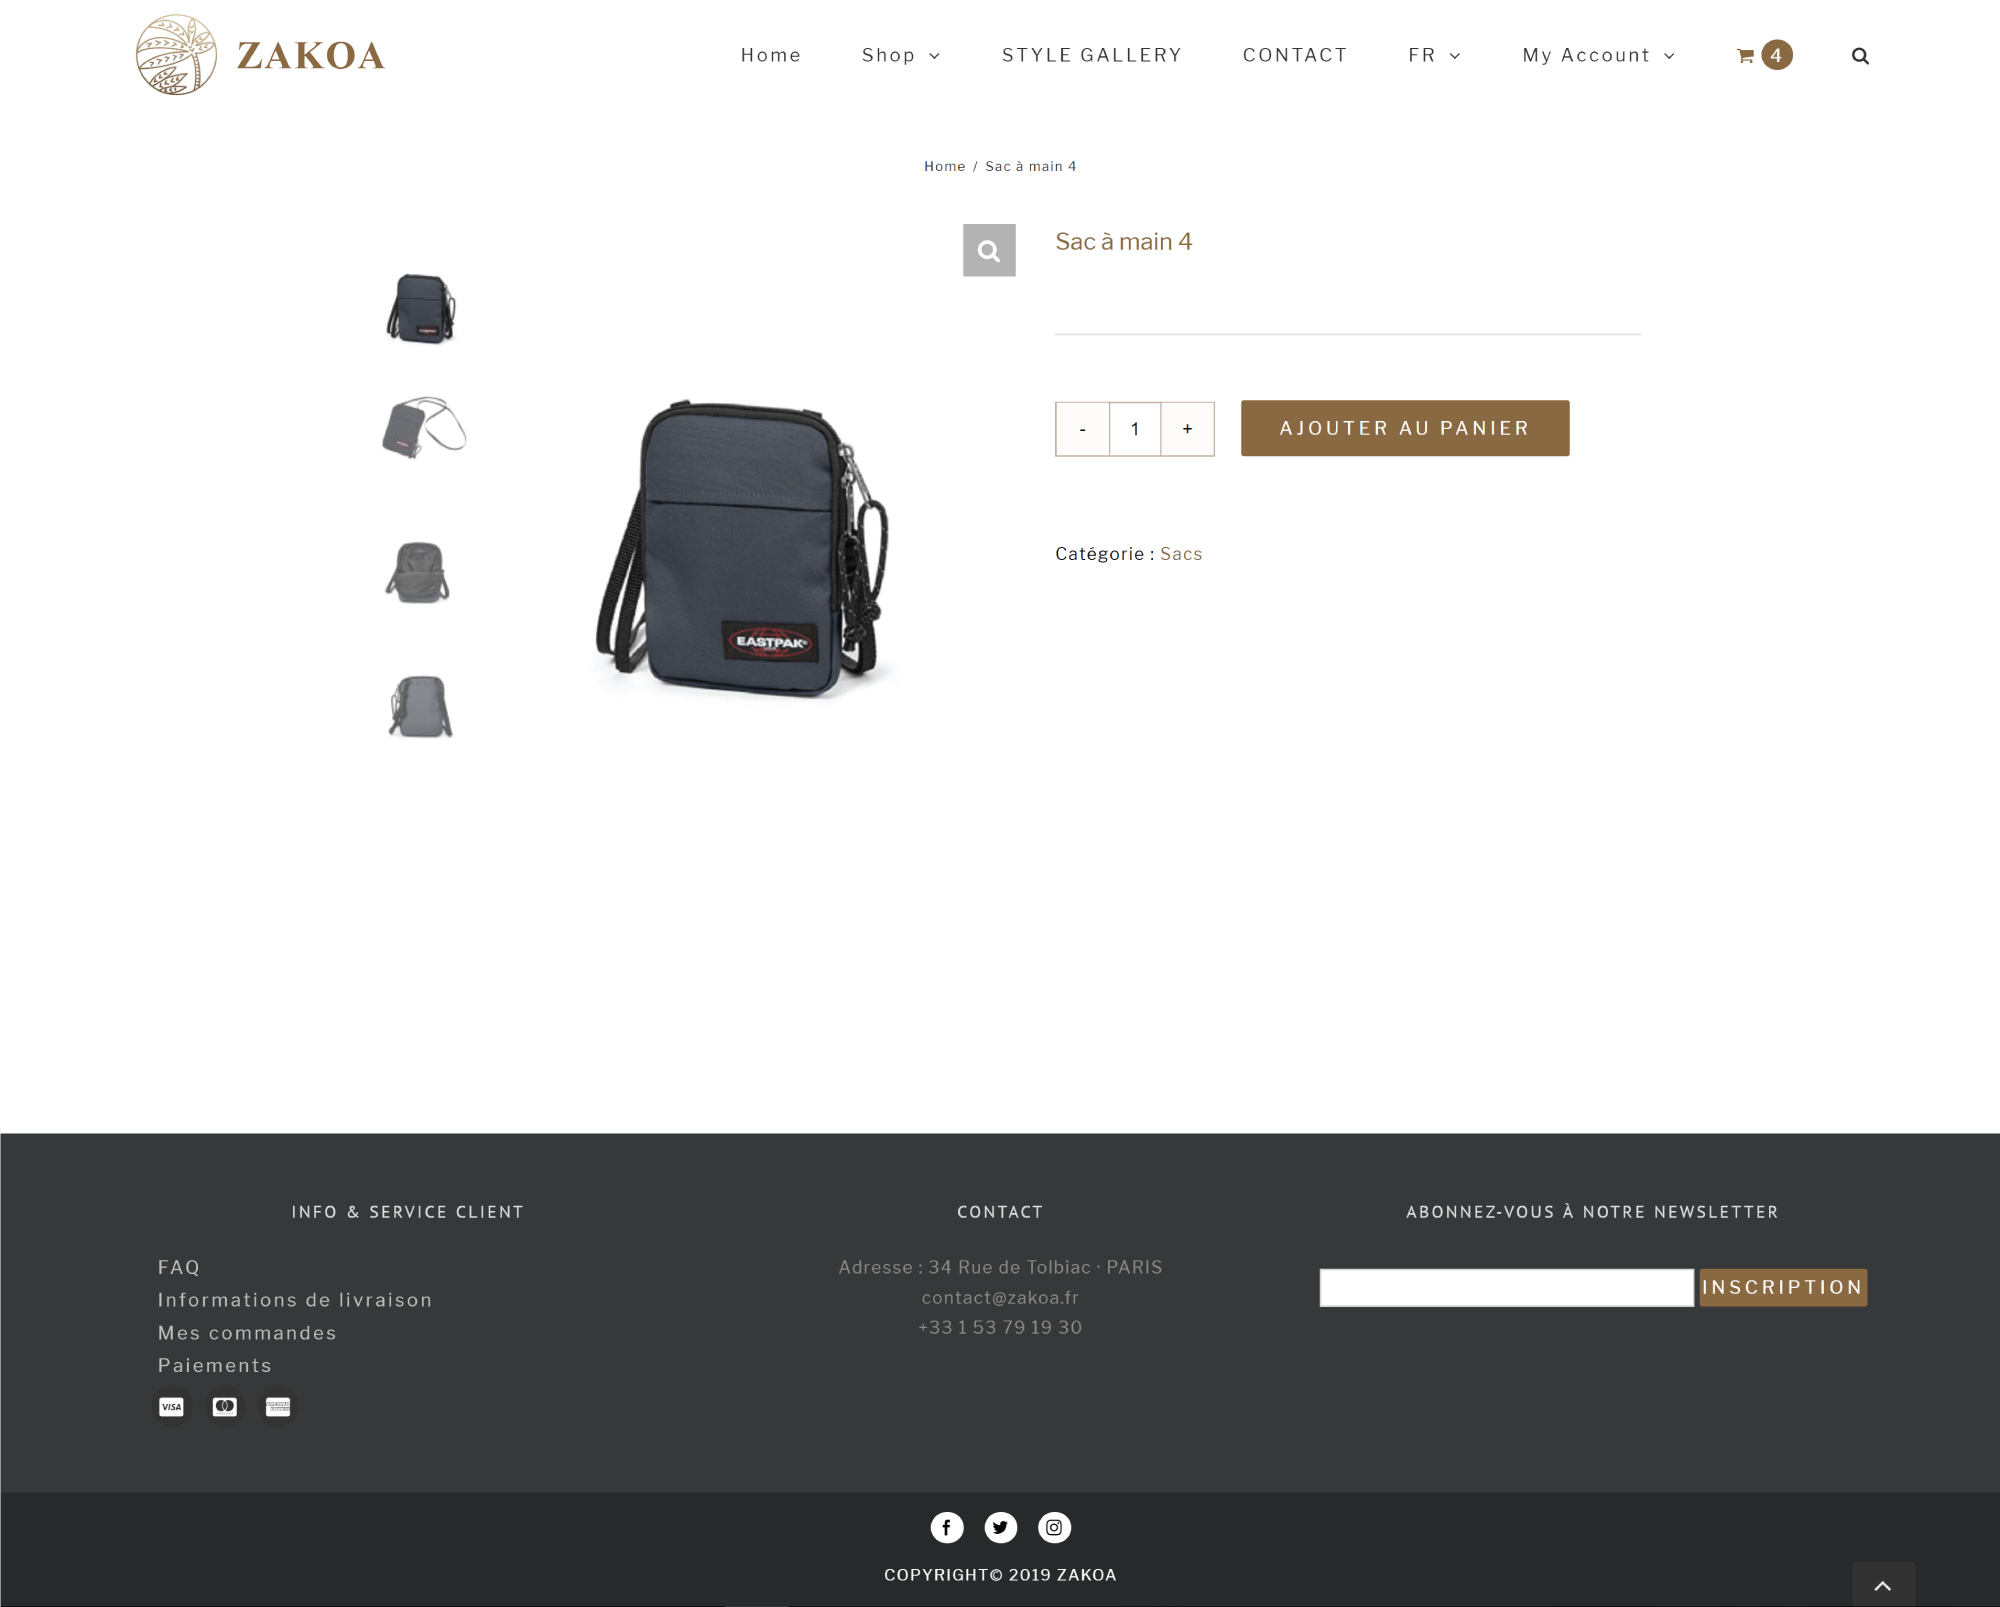 ZAKOA
Home
Shop
STYLE GALLERY
CONTACT
FR
My Account
4
Home / Sac à main 4
Sac à main 4
- 1 +
AJOUTER AU PANIER
EASTPAK®
Catégorie : Sacs
INFO & SERVICE CLIENT
FAQ
Informations de livraison
Mes commandes
Paiements
VISA
CONTACT
Adresse : 34 Rue de Tolbiac · PARIS
contact@zakoa.fr
+33 1 53 79 19 30
ABONNEZ-VOUS À NOTRE NEWSLETTER
INSCRIPTION
COPYRIGHT© 2019 ZAKOA